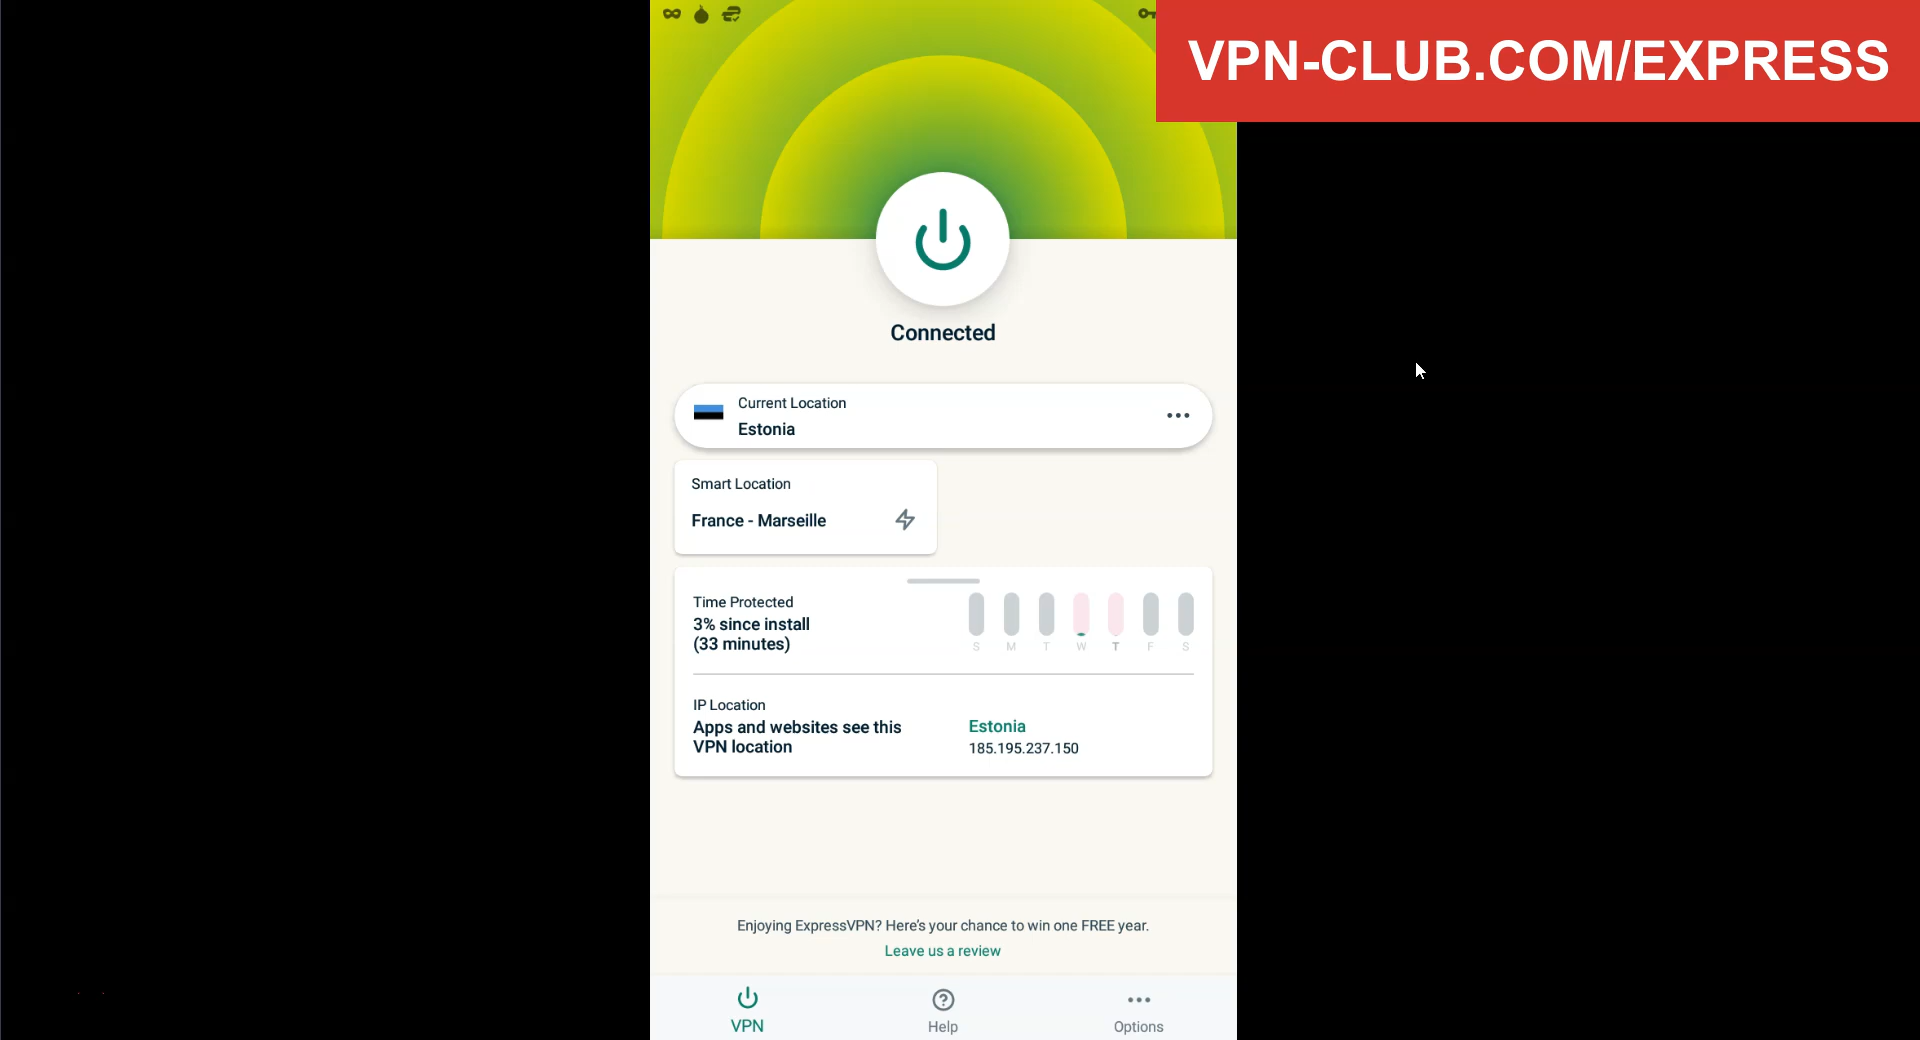 VPN-CLUB.COM/EXPRESS
Connected
Current Location
Estonia
Smart Location
France - Marseille
Time Protected
3% since install
(33 minutes)
S M T W T F S
IP Location
Apps and websites see this
VPN location
Estonia
185.195.237.150
Enjoying ExpressVPN? Here's your chance to win one FREE year.
Leave us a review
VPN
Help
Options